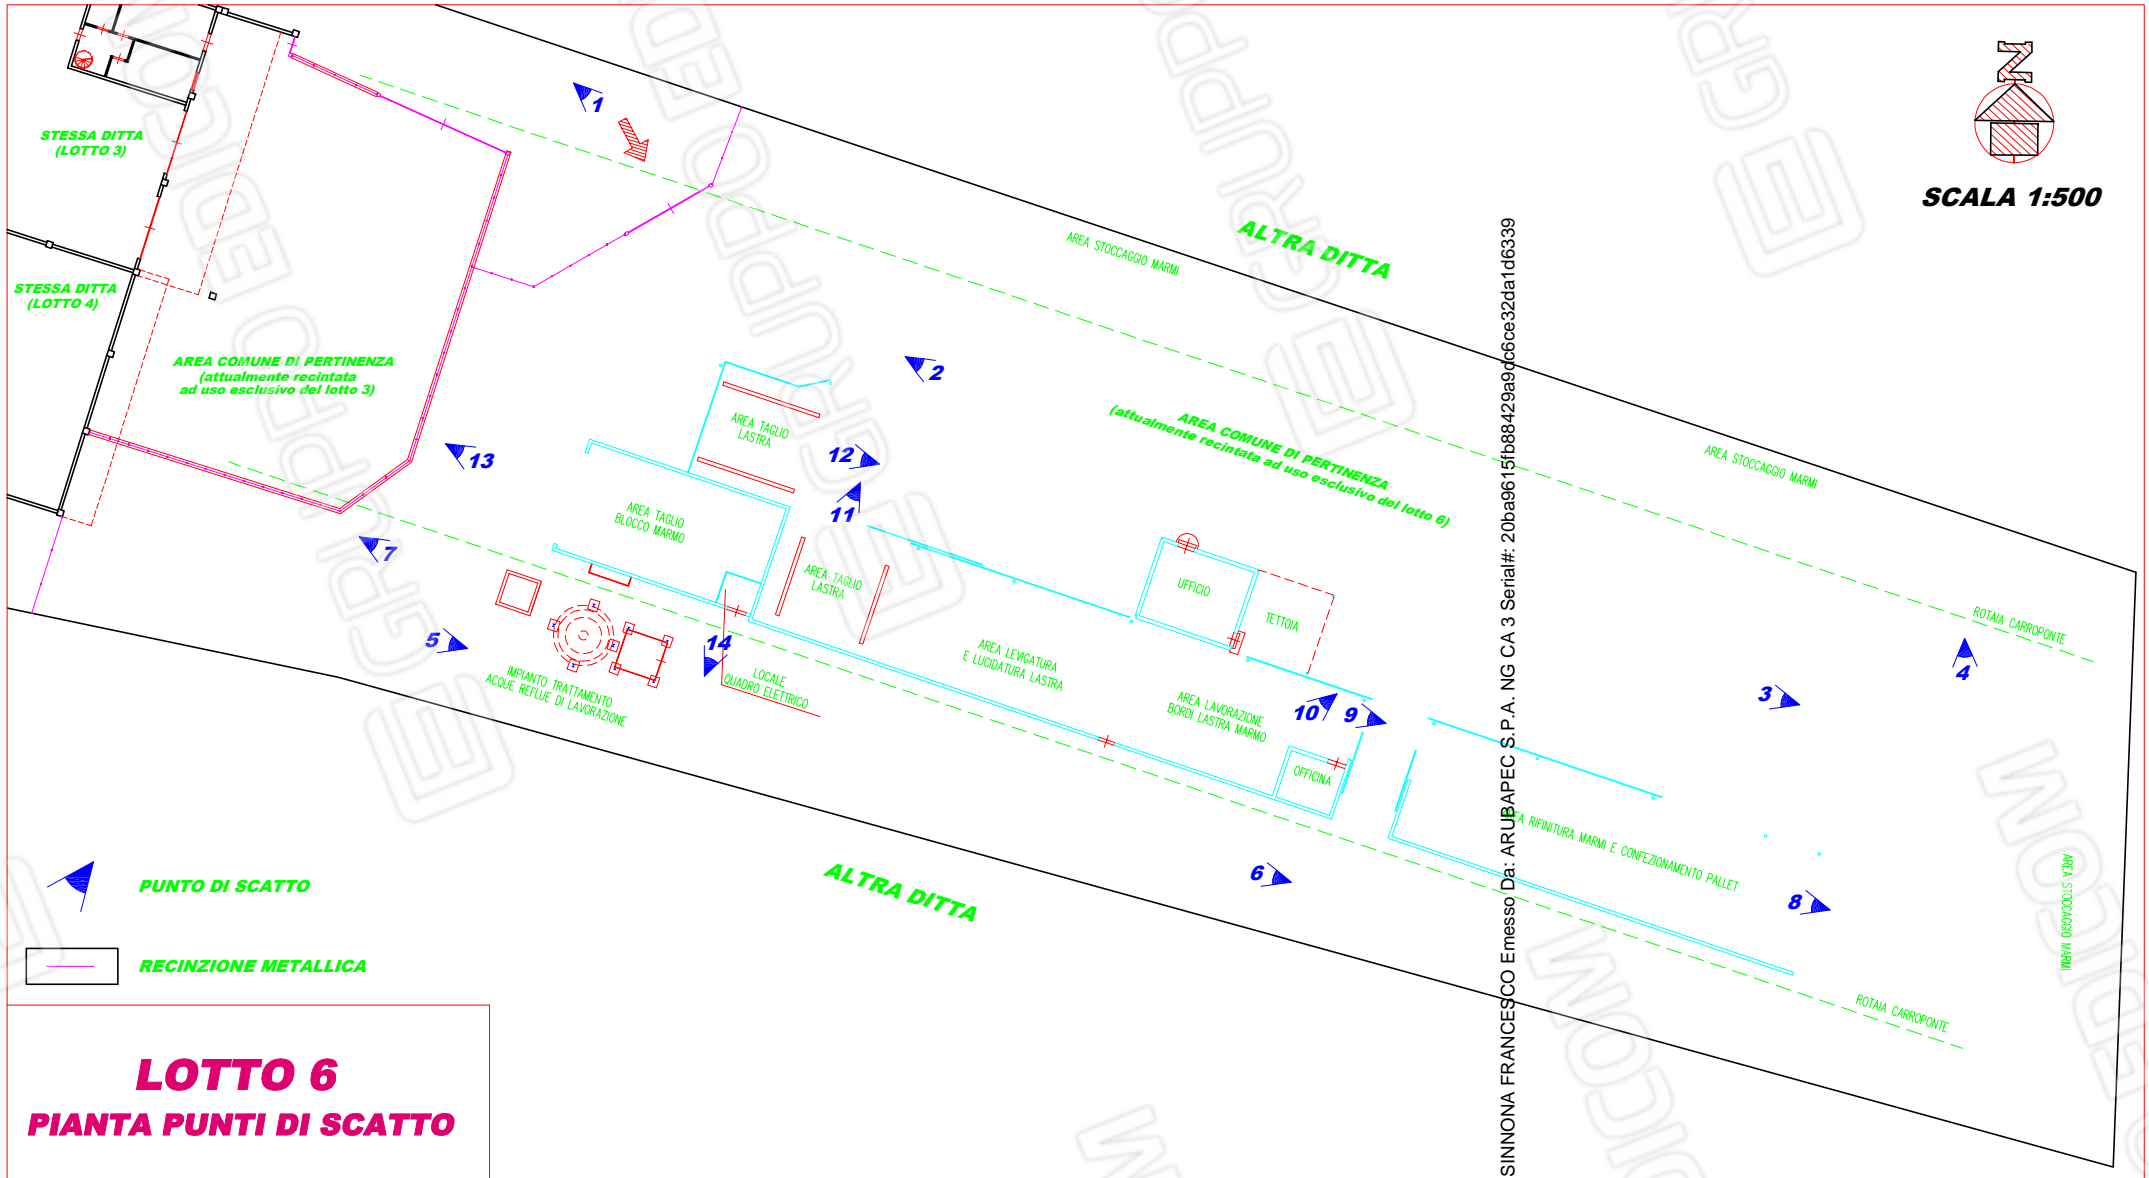 N
SCALA 1:500
STESSA DITTA
(LOTTO 3)
STESSA DITTA
(LOTTO 4)
AREA COMUNE DI PERTINENZA
(attualmente recintata
ad uso esclusivo del lotto 3)
1
2
3
4
5
6
7
8
9
10
11
12
13
14
ALTRA DITTA
AREA STOCCAGGIO MARMI
AREA COMUNE DI PERTINENZA
(attualmente recintata ad uso esclusivo del lotto 6)
AREA STOCCAGGIO MARMI
AREA TAGLIO
LASTRA
AREA TAGLIO
BLOCCO MARMO
AREA TAGLIO
LASTRA
UFFICIO
TETTOIA
ROTAIA CARROPONTE
AREA LEVIGATURA
E LUCIDATURA LASTRA
IMPIANTO TRATTAMENTO
ACQUE REFLUE DI LAVORAZIONE
LOCALE
QUADRO ELETTRICO
AREA LAVORAZIONE
BORDI LASTRA MARMO
OFFICINA
AREA RIFINITURA MARMI E CONFEZIONAMENTO PALLET
AREA STOCCAGGIO MARMI
ROTAIA CARROPONTE
ALTRA DITTA
PUNTO DI SCATTO
RECINZIONE METALLICA
LOTTO 6
PIANTA PUNTI DI SCATTO
SINNONA FRANCESCO Emesso Da: ARUBAPEC S.P.A. NG CA 3 Serial#: 20ba9615fb88429a9dc6ce32da1d6339